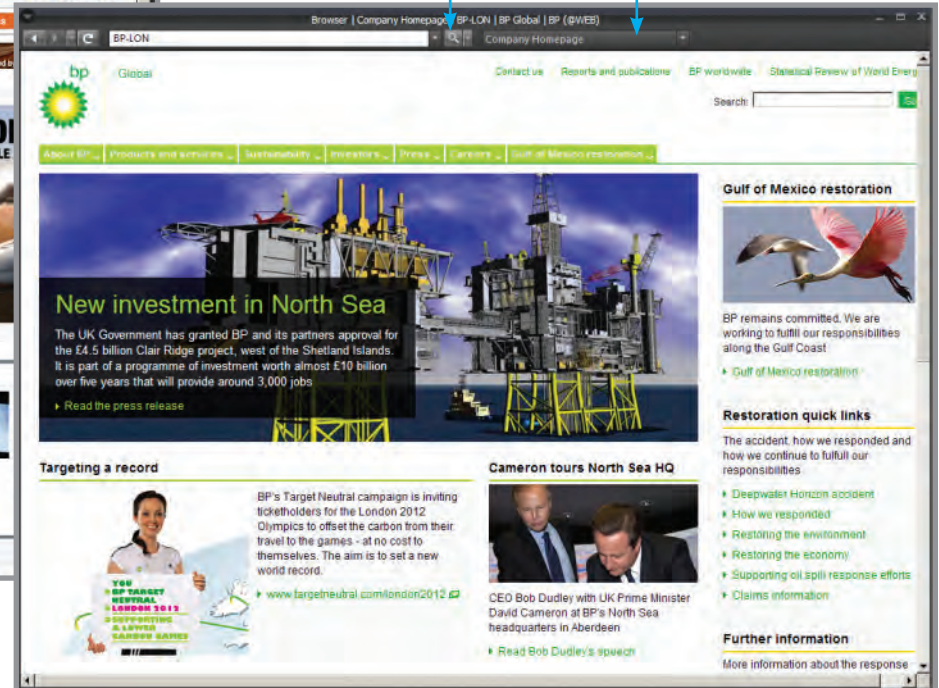 Browser | Company Homepage | BP-LON | BP Global | BP (@WEB)
BP-LON
Company Homepage
bp
Global
Contact us Reports and publications BP worldwide Statistical Review of World Energ
Search:
About BP Products and services Sustainability Investors Press Careers Gulf of Mexico restoration
New investment in North Sea
The UK Government has granted BP and its partners approval for
the £4.5 billion Clair Ridge project, west of the Shetland Islands.
It is part of a programme of investment worth almost £10 billion
over five years that will provide around 3,000 jobs
Read the press release
Gulf of Mexico restoration
BP remains committed. We are
working to fulfill our responsibilities
along the Gulf Coast
Gulf of Mexico restoration
Restoration quick links
The accident, how we responded and
how we continue to fulfull our
responsibilities
Deepwater Horizon accident
How we responded
Restoring the environment
Restoring the economy
Supporting oil spill response efforts
Claims information
Further information
More information about the response
Targeting a record
BP's Target Neutral campaign is inviting
ticketholders for the London 2012
Olympics to offset the carbon from their
travel to the games - at no cost to
themselves. The aim is to set a new
world record.
www.targetneutral.com/london2012
YOU
BP TARGET
NEUTRAL
LONDON 2012
SUPPORTING
A LOWER
CARBON GAMES
Cameron tours North Sea HQ
CEO Bob Dudley with UK Prime Minister
David Cameron at BP's North Sea
headquarters in Aberdeen
Read Bob Dudley's speech